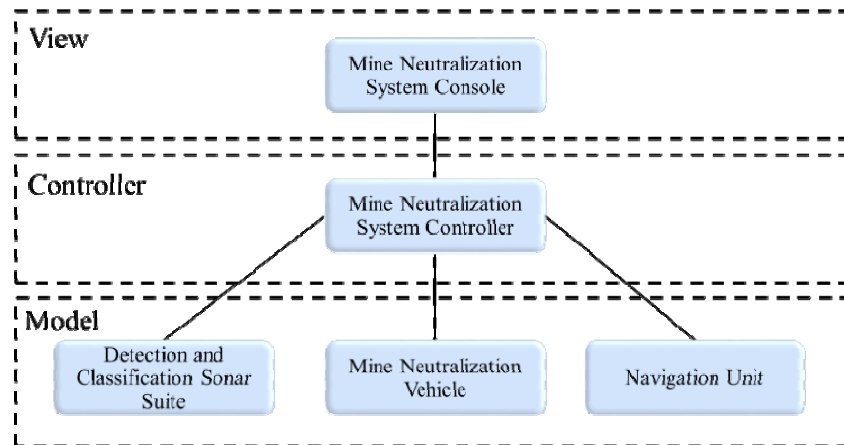 View
Mine Neutralization
System Console
Controller
Mine Neutralization
System Controller
Model
Detection and
Classification Sonar
Suite
Mine Neutralization
Vehicle
Navigation Unit